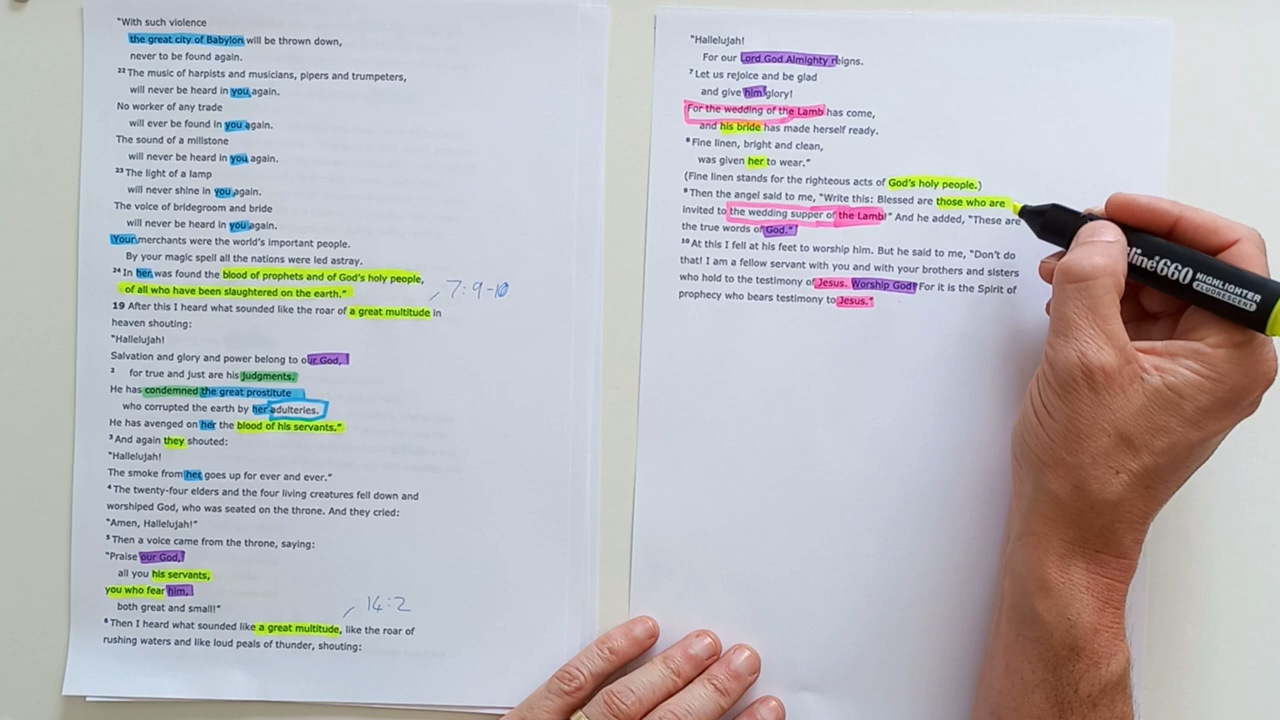 "With such violence
the great city of Babylon will be thrown down,
never to be found again.
22 The music of harpists and musicians, pipers and trumpeters,
will never be heard in you again.
No worker of any trade
will ever be found in you again.
The sound of a millstone
will never be heard in you again.
23 The light of a lamp
will never shine in you again.
The voice of bridegroom and bride
will never be heard in you again.
Your merchants were the world's important people.
By your magic spell all the nations were led astray.
24 In her was found the blood of prophets and of God's holy people,
of all who have been slaughtered on the earth."
7:9-10
19 After this I heard what sounded like the roar of a great multitude in
heaven shouting:
"Hallelujah!
Salvation and glory and power belong to our God,
2 for true and just are his judgments.
He has condemned the great prostitute
who corrupted the earth by her adulteries.
He has avenged on her the blood of his servants."
3 And again they shouted:
"Hallelujah!
The smoke from her goes up for ever and ever."
4 The twenty-four elders and the four living creatures fell down and
worshiped God, who was seated on the throne. And they cried:
"Amen, Hallelujah!"
5 Then a voice came from the throne, saying:
"Praise our God,
all you his servants,
you who fear him,
both great and small!"
14:2
6 Then I heard what sounded like a great multitude, like the roar of
rushing waters and like loud peals of thunder, shouting:
"Hallelujah!
For our Lord God Almighty reigns.
7 Let us rejoice and be glad
and give him glory!
For the wedding of the Lamb has come,
and his bride has made herself ready.
8 Fine linen, bright and clean,
was given her to wear."
(Fine linen stands for the righteous acts of God's holy people.)
9 Then the angel said to me, "Write this: Blessed are those who are
invited to the wedding supper of the Lamb!" And he added, "These are
the true words of God."
10 At this I fell at his feet to worship him. But he said to me, "Don't do
that! I am a fellow servant with you and with your brothers and sisters
who hold to the testimony of Jesus. Worship God! For it is the Spirit of
prophecy who bears testimony to Jesus."
line660 HIGHLIGHTER
FLUORESCENT